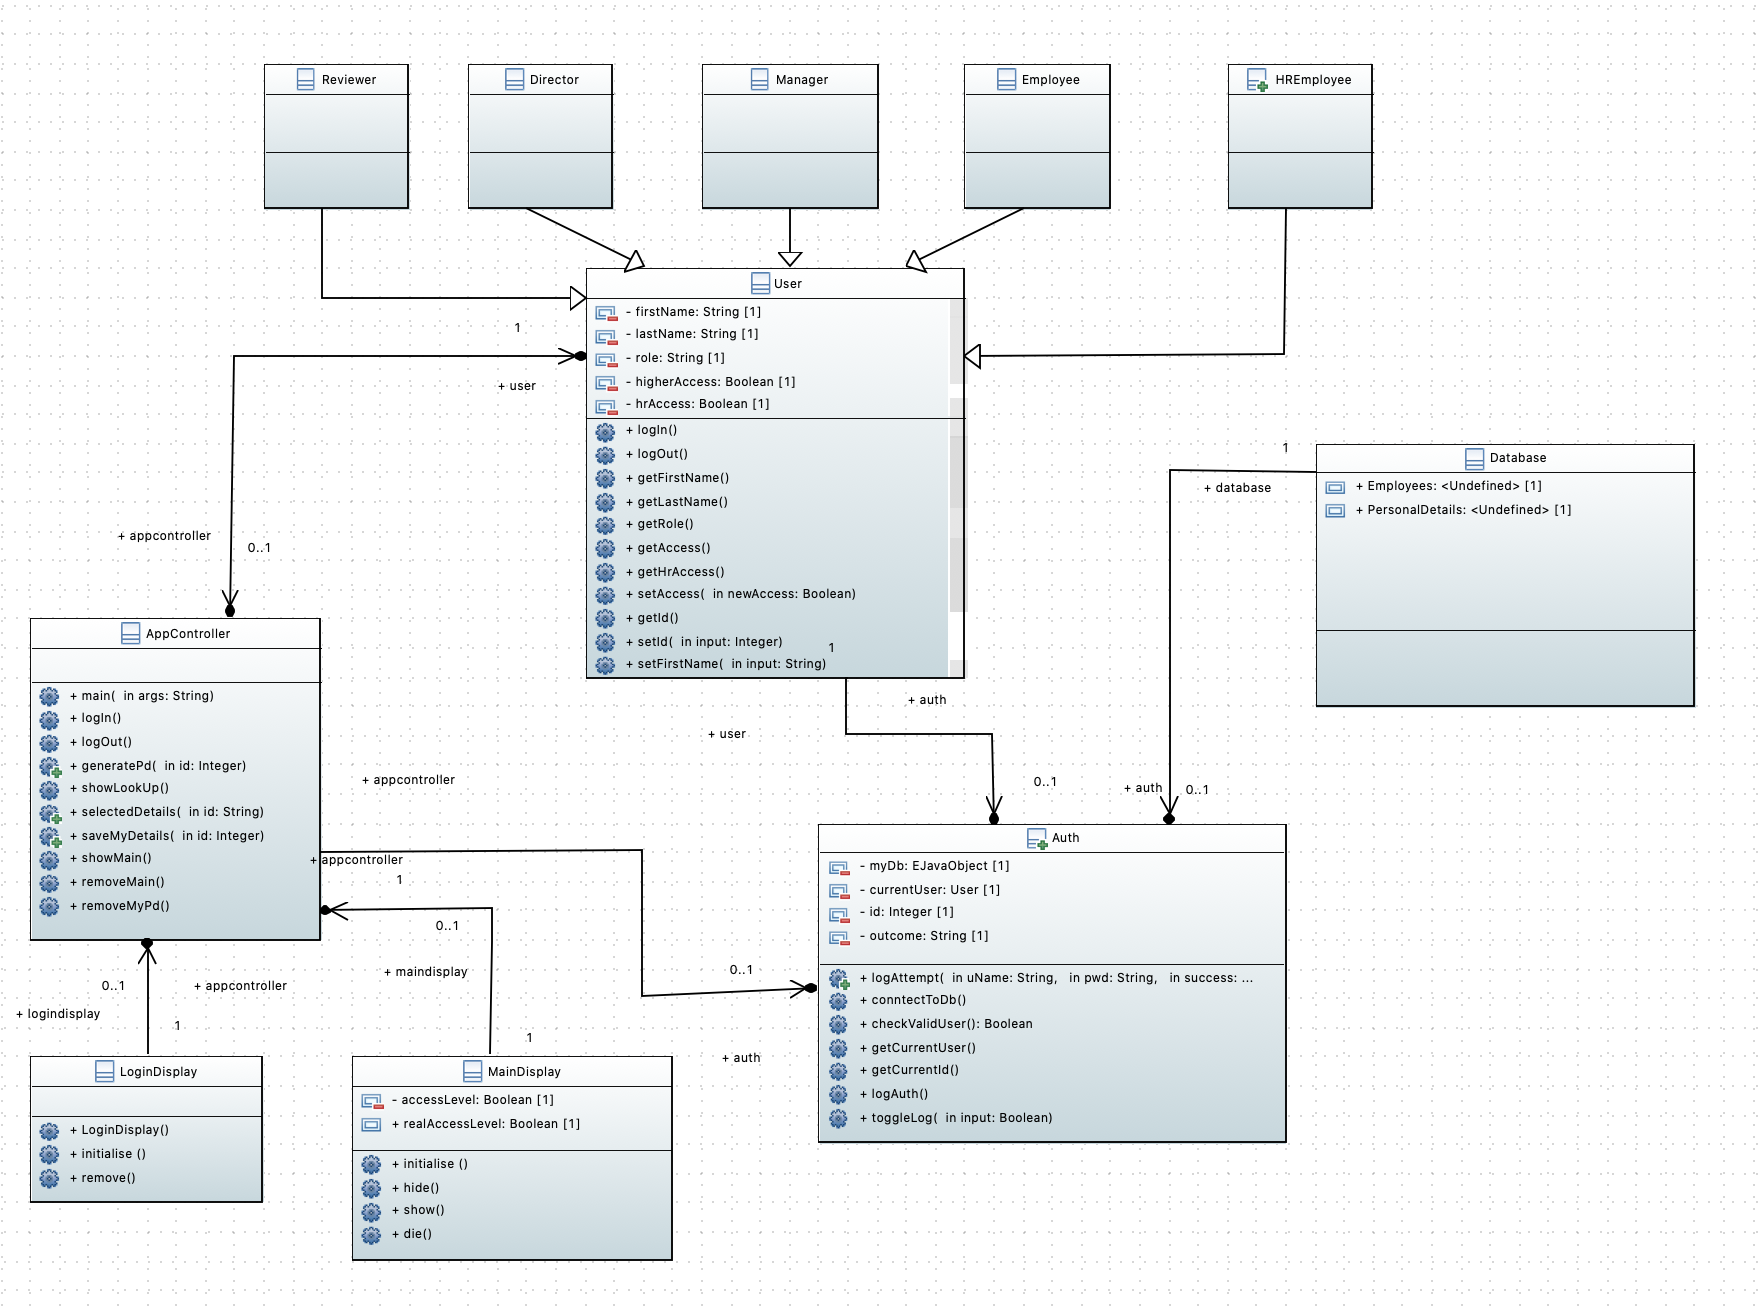 Reviewer
Director
Manager
Employee
HREmployee
User
- firstName: String [1]
- lastName: String [1]
- role: String [1]
- higherAccess: Boolean [1]
- hrAccess: Boolean [1]
+ logIn()
+ logOut()
+ getFirstName()
+ getLastName()
+ getRole()
+ getAccess()
+ getHrAccess()
+ setAccess( in newAccess: Boolean)
+ getId()
+ setId( in input: Integer)
+ setFirstName( in input: String)
1
+ user
+ appcontroller
0..1
1
+ database
Database
+ Employees: <Undefined> [1]
+ PersonalDetails: <Undefined> [1]
1
+ auth
+ user
0..1
+ auth
0..1
AppController
+ main( in args: String)
+ logIn()
+ logOut()
+ generatePd( in id: Integer)
+ showLookUp()
+ selectedDetails( in id: String)
+ saveMyDetails( in id: Integer)
+ showMain()
+ removeMain()
+ removeMyPd()
+ appcontroller
+ appcontroller
1
0..1
+ maindisplay
0..1
+ auth
0..1
+ appcontroller
+ logindisplay
1
1
Auth
- myDb: EJavaObject [1]
- currentUser: User [1]
- id: Integer [1]
- outcome: String [1]
+ logAttempt( in uName: String, in pwd: String, in success: ...
+ conntectToDb()
+ checkValidUser(): Boolean
+ getCurrentUser()
+ getCurrentId()
+ logAuth()
+ toggleLog( in input: Boolean)
LoginDisplay
+ LoginDisplay()
+ initialise ()
+ remove()
MainDisplay
- accessLevel: Boolean [1]
+ realAccessLevel: Boolean [1]
+ initialise ()
+ hide()
+ show()
+ die()